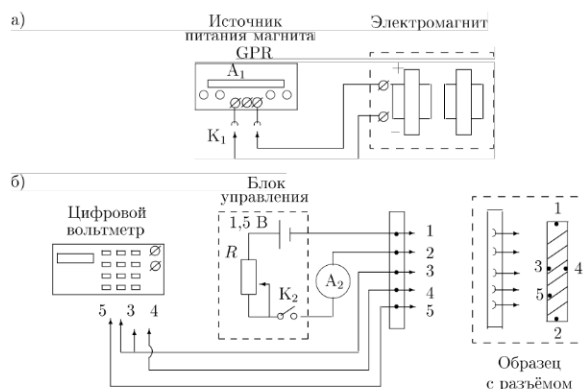 а)
Источник
питания магнита
GPR
A₁
K₁
Электромагнит
+
−
б)
Цифровой
вольтметр
5 3 4
Блок
управления
1,5 В
R
K₂
A₂
1
2
3
4
5
1
3 4
5
2
Образец
с разъёмом